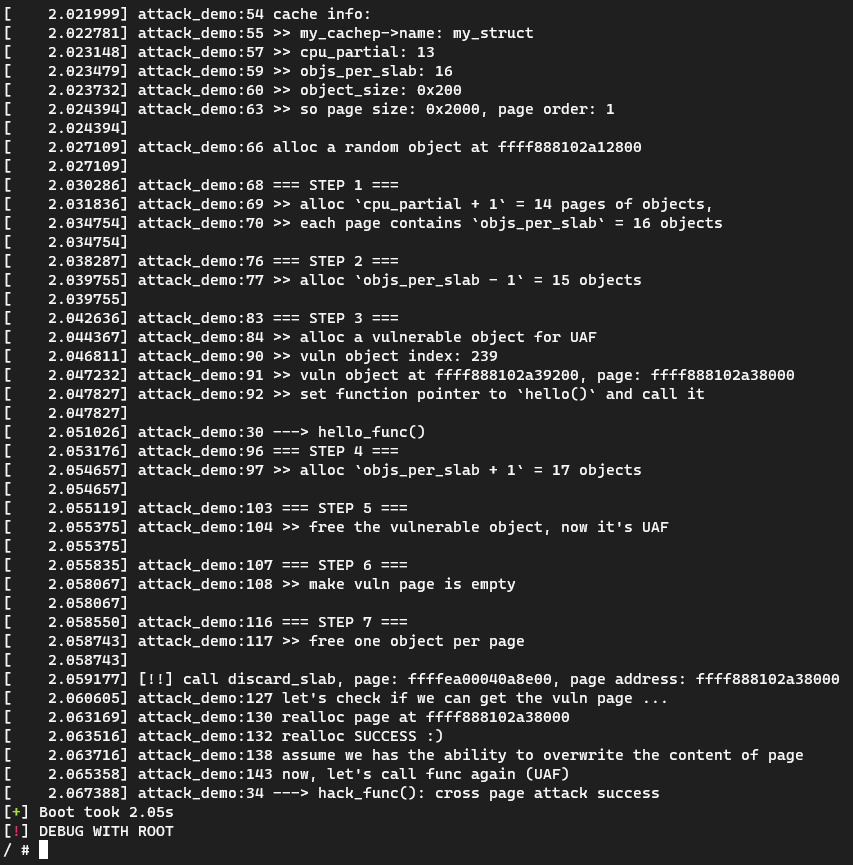 [    2.021999] attack_demo:54 cache info:
[    2.022781] attack_demo:55 >> my_cachep->name: my_struct
[    2.023148] attack_demo:57 >> cpu_partial: 13
[    2.023479] attack_demo:59 >> objs_per_slab: 16
[    2.023732] attack_demo:60 >> object_size: 0x200
[    2.024394] attack_demo:63 >> so page size: 0x2000, page order: 1
[    2.024394]
[    2.027109] attack_demo:66 alloc a random object at ffff888102a12800
[    2.027109]
[    2.030286] attack_demo:68 === STEP 1 ===
[    2.031836] attack_demo:69 >> alloc `cpu_partial + 1` = 14 pages of objects,
[    2.034754] attack_demo:70 >> each page contains `objs_per_slab` = 16 objects
[    2.034754]
[    2.038287] attack_demo:76 === STEP 2 ===
[    2.039755] attack_demo:77 >> alloc `objs_per_slab - 1` = 15 objects
[    2.039755]
[    2.042636] attack_demo:83 === STEP 3 ===
[    2.044367] attack_demo:84 >> alloc a vulnerable object for UAF
[    2.046811] attack_demo:90 >> vuln object index: 239
[    2.047232] attack_demo:91 >> vuln object at ffff888102a39200, page: ffff888102a38000
[    2.047827] attack_demo:92 >> set function pointer to `hello()` and call it
[    2.047827]
[    2.051026] attack_demo:30 ---> hello_func()
[    2.053176] attack_demo:96 === STEP 4 ===
[    2.054657] attack_demo:97 >> alloc `objs_per_slab + 1` = 17 objects
[    2.054657]
[    2.055119] attack_demo:103 === STEP 5 ===
[    2.055375] attack_demo:104 >> free the vulnerable object, now it's UAF
[    2.055375]
[    2.055835] attack_demo:107 === STEP 6 ===
[    2.058067] attack_demo:108 >> make vuln page is empty
[    2.058067]
[    2.058550] attack_demo:116 === STEP 7 ===
[    2.058743] attack_demo:117 >> free one object per page
[    2.058743]
[    2.059177] [!!] call discard_slab, page: ffffea00040a8e00, page address: ffff888102a38000
[    2.060605] attack_demo:127 let's check if we can get the vuln page ...
[    2.063169] attack_demo:130 realloc page at ffff888102a38000
[    2.063516] attack_demo:132 realloc SUCCESS :)
[    2.063716] attack_demo:138 assume we has the ability to overwrite the content of page
[    2.065358] attack_demo:143 now, let's call func again (UAF)
[    2.067388] attack_demo:34 ---> hack_func(): cross page attack success
[+] Boot took 2.05s
[!] DEBUG WITH ROOT
/ #